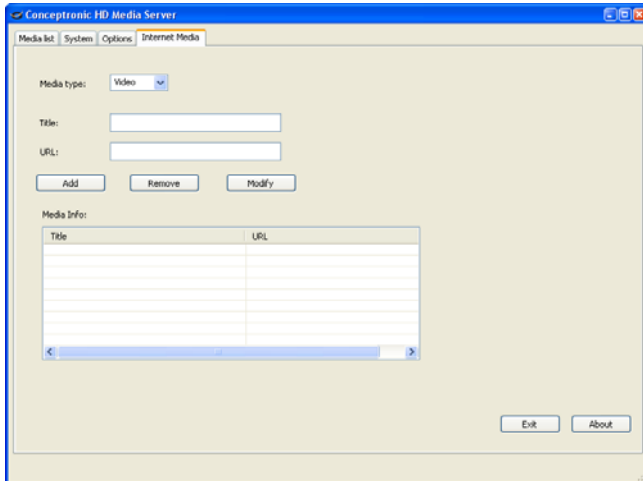 Conceptronic HD Media Server
Media list System Options Internet Media
Media type: Video
Title:
URL:
Add Remove Modify
Media Info:
Title URL
Exit About